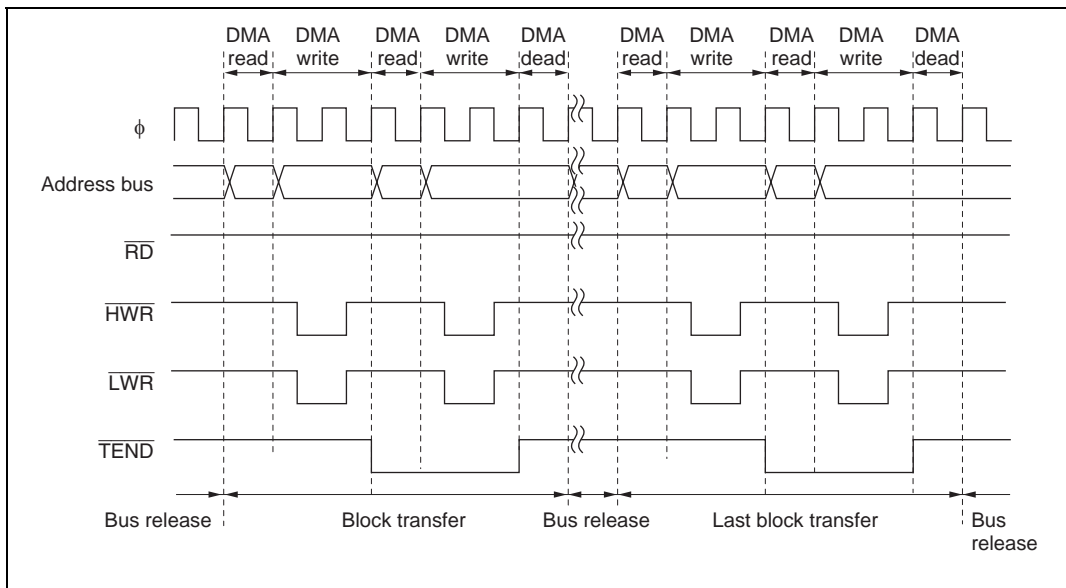 DMA DMA DMA DMA DMA DMA DMA DMA DMA DMA
read write read write dead read write read write dead
ϕ
Address bus
RD
HWR
LWR
TEND
Bus release Block transfer Bus release Last block transfer Bus
release